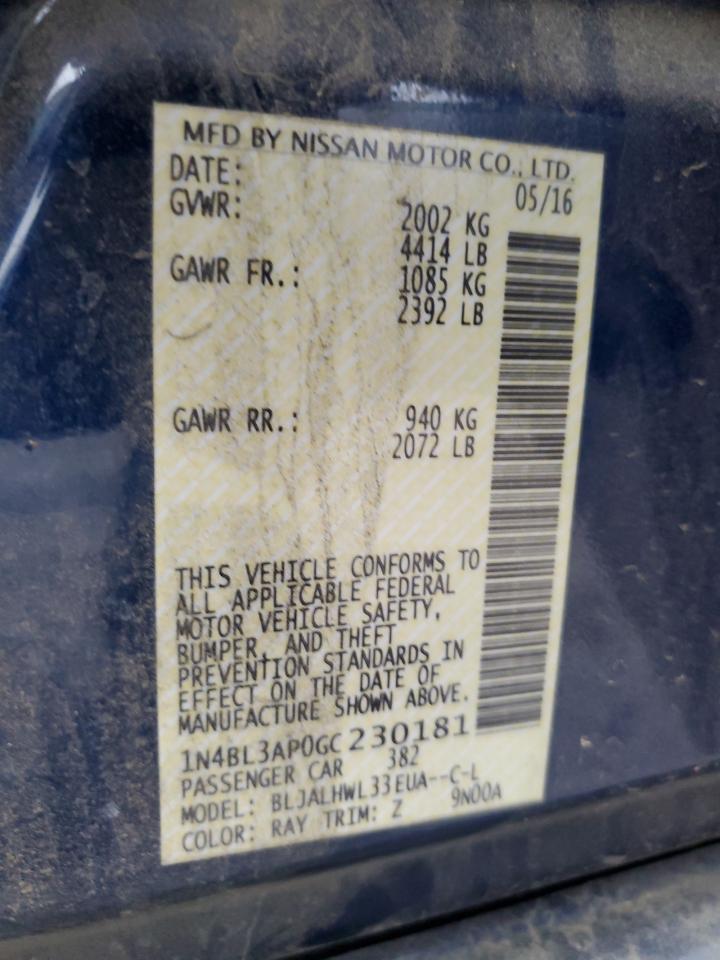 MFD BY NISSAN MOTOR CO., LTD.
DATE: 05/16
GVWR: 2002 KG
4414 LB
GAWR FR.: 1085 KG
2392 LB
GAWR RR.: 940 KG
2072 LB
THIS VEHICLE CONFORMS TO
ALL APPLICABLE FEDERAL
MOTOR VEHICLE SAFETY,
BUMPER, AND THEFT
PREVENTION STANDARDS IN
EFFECT ON THE DATE OF
MANUFACTURE SHOWN ABOVE.
1N4BL3AP0GC230181
PASSENGER CAR 382
MODEL: BLJALHWL33EUA--C-L
COLOR: RAY TRIM: Z 9N00A